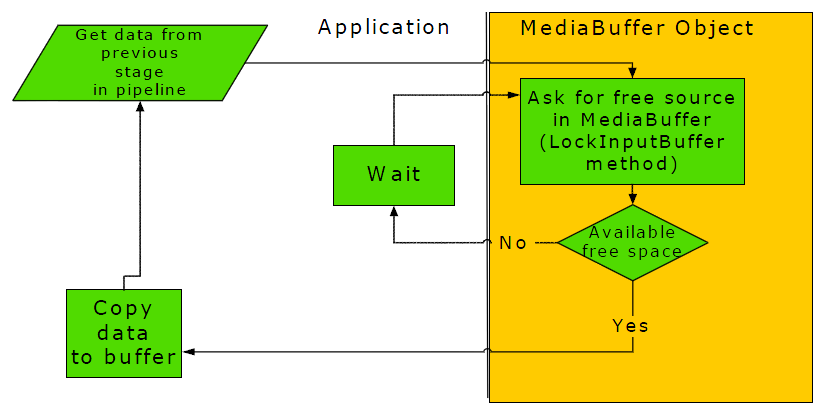 Application
MediaBuffer Object
Get data from
previous
stage
in pipeline
Ask for free source
in MediaBuffer
(LockInputBuffer
method)
Wait
Available
free space
No
Yes
Copy
data
to buffer